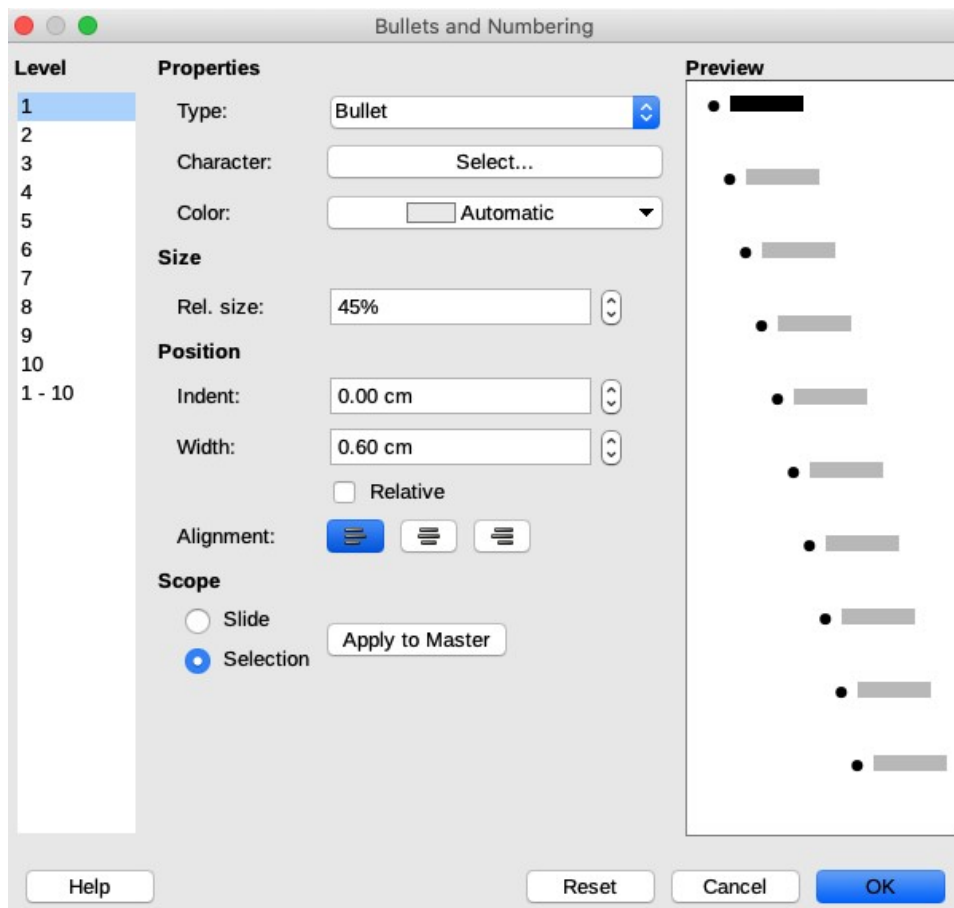 Bullets and Numbering
Level
1
2
3
4
5
6
7
8
9
10
1 - 10
Properties
Type: Bullet
Character: Select...
Color: Automatic
Size
Rel. size: 45%
Position
Indent: 0.00 cm
Width: 0.60 cm
Relative
Alignment:
Scope
Slide
Selection
Apply to Master
Preview
Help Reset Cancel OK